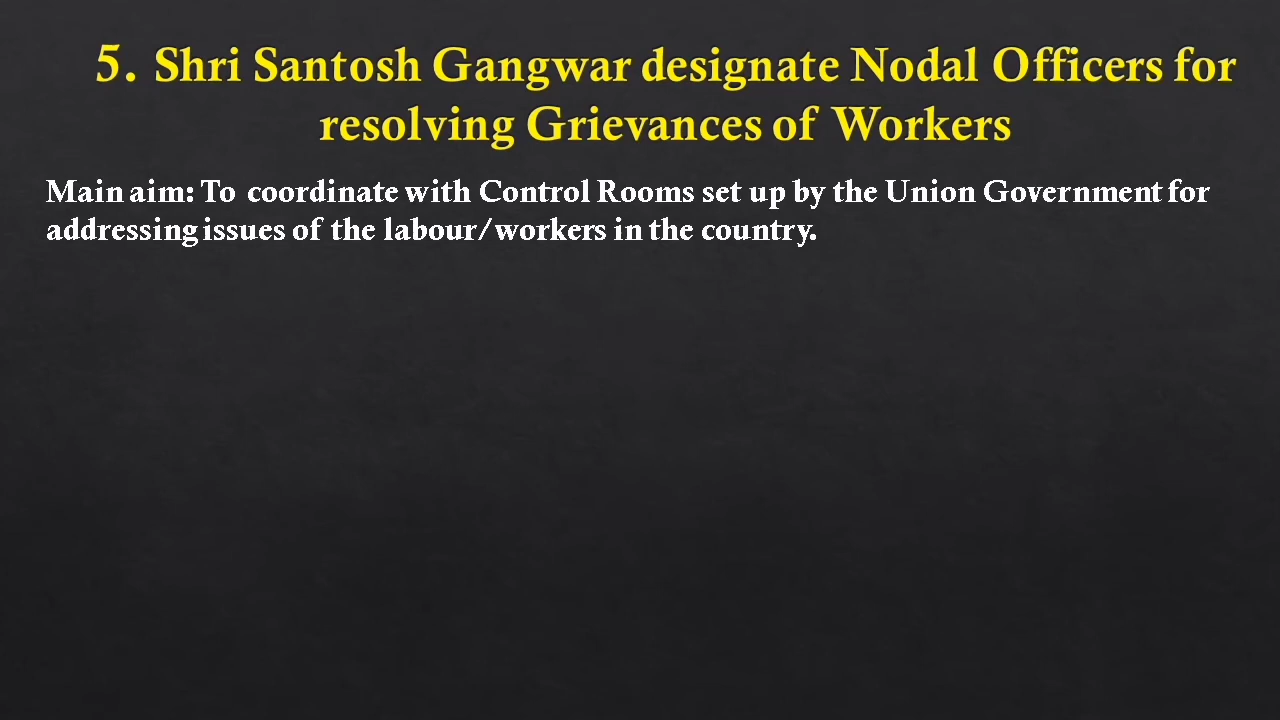 5. Shri Santosh Gangwar designate Nodal Officers for
resolving Grievances of Workers
Main aim: To coordinate with Control Rooms set up by the Union Government for
addressing issues of the labour/workers in the country.